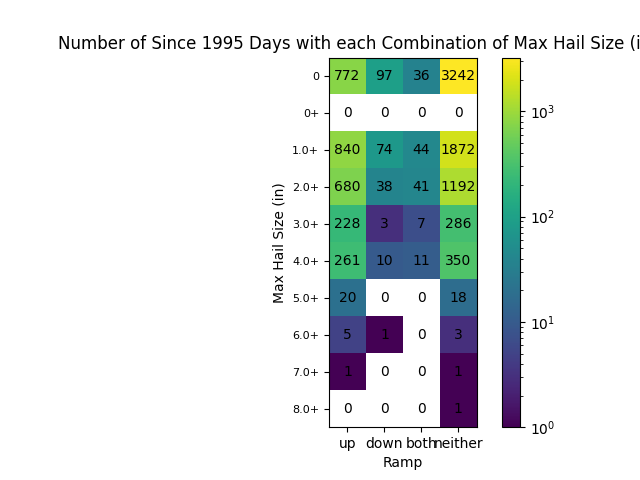 Number of Since 1995 Days with each Combination of Max Hail Size (i
0 772 97 36 3242
0+ 0 0 0 0
1.0+ 840 74 44 1872
2.0+ 680 38 41 1192
3.0+ 228 3 7 286
4.0+ 261 10 11 350
5.0+ 20 0 0 18
6.0+ 5 1 0 3
7.0+ 1 0 0 1
8.0+ 0 0 0 1
up down both neither
Ramp
Max Hail Size (in)
10³
10²
10¹
10⁰